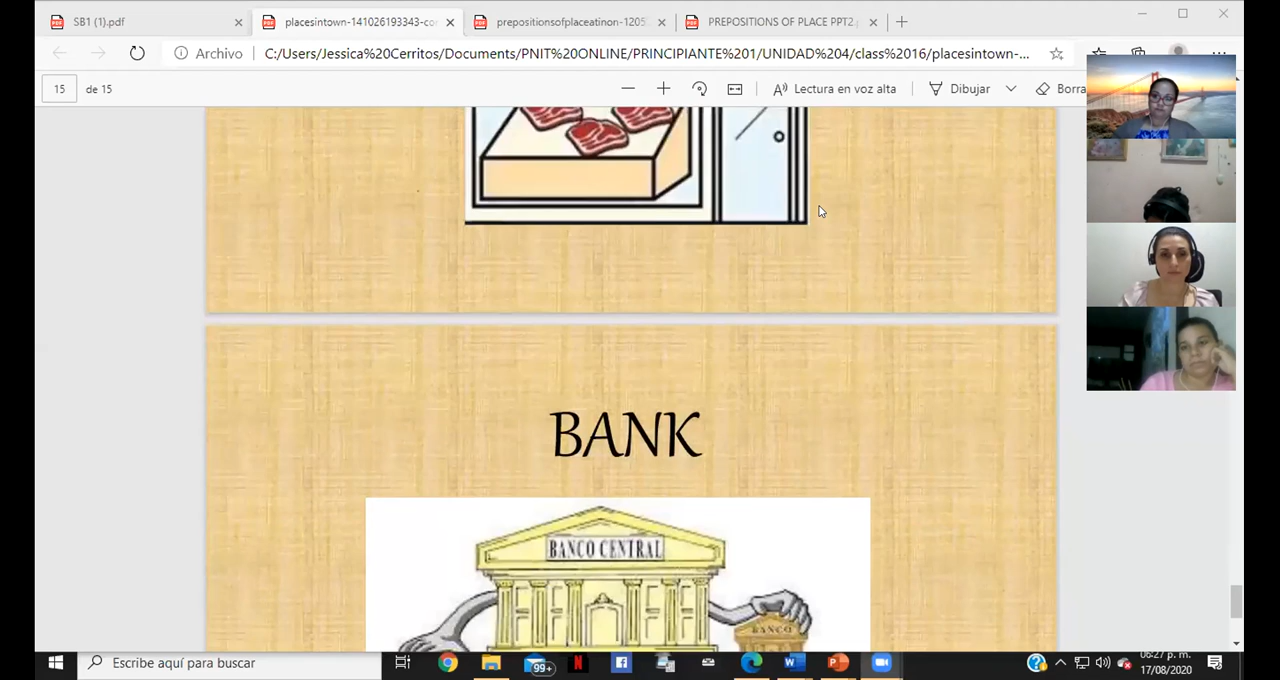 SB1 (1).pdf
placesintown-141026193343-co
prepositionsofplaceatinon-1205
PREPOSITIONS OF PLACE PPT2
Archivo
C:/Users/Jessica%20Cerritos/Documents/PNIT%20ONLINE/PRINCIPIANTE%201/UNIDAD%204/class%2016/placesintown-...
15 de 15
Lectura en voz alta
Dibujar
Borra
BANK
BANCO CENTRAL
BANCO
Escribe aquí para buscar
99+
06:27 p. m.
17/08/2020